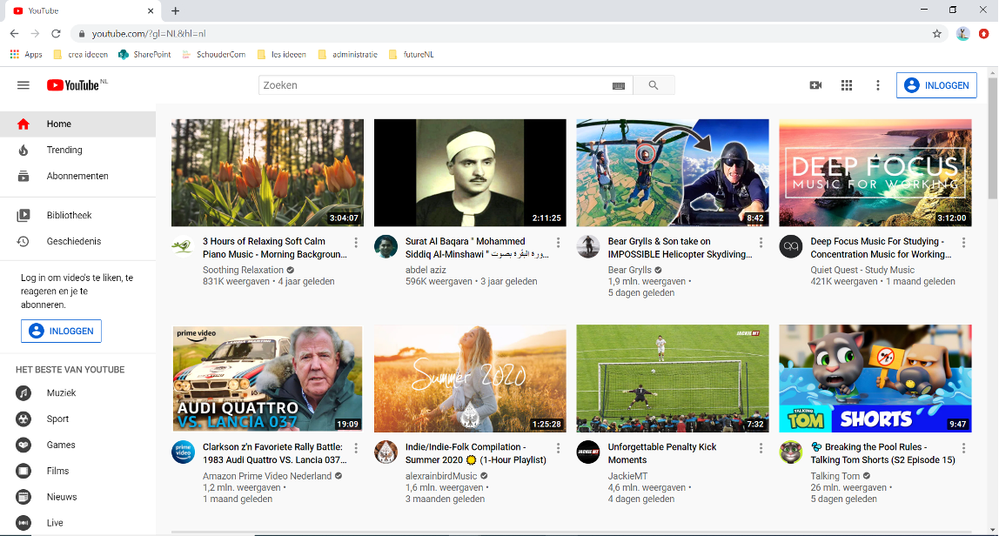 YouTube
youtube.com/?gl=NL&hl=nl
Apps
crea ideeen
SharePoint
SchouderCom
les ideeen
administratie
futureNL
YouTube NL
Zoeken
INLOGGEN
Home
Trending
Abonnementen
Bibliotheek
Geschiedenis
Log in om video's te liken, te
reageren en je te
abonneren.
INLOGGEN
HET BESTE VAN YOUTUBE
Muziek
Sport
Games
Films
Nieuws
Live
3:04:07
3 Hours of Relaxing Soft Calm
Piano Music - Morning Backgroun...
Soothing Relaxation
831K weergaven • 4 jaar geleden
2:11:25
Surat Al Baqara " Mohammed
Siddiq Al-Minshawi " سورة البقرة بصوت...
abdel aziz
596K weergaven • 3 jaar geleden
8:42
Bear Grylls & Son take on
IMPOSSIBLE Helicopter Skydiving...
Bear Grylls
1,9 mln. weergaven •
5 dagen geleden
DEEP FOCUS
MUSIC FOR WORKING
3:12:00
Deep Focus Music For Studying -
Concentration Music for Working...
Quiet Quest - Study Music
421K weergaven • 1 maand geleden
prime video
AUDI QUATTRO
VS. LANCIA 037
19:09
prime video
Clarkson z'n Favoriete Rally Battle:
1983 Audi Quattro VS. Lancia 037...
Amazon Prime Video Nederland
1,2 mln. weergaven •
1 maand geleden
Summer 2020
1:25:28
Indie/Indie-Folk Compilation -
Summer 2020 🌻 (1-Hour Playlist)
alexrainbirdMusic
1,6 mln. weergaven •
3 maanden geleden
JACKIEMT
7:32
JACKIEMT
Unforgettable Penalty Kick
Moments
JackieMT
4,6 mln. weergaven •
4 dagen geleden
TALKING
TOM
SHORTS
9:47
Breaking the Pool Rules -
Talking Tom Shorts (S2 Episode 15)
Talking Tom
26 mln. weergaven •
5 dagen geleden